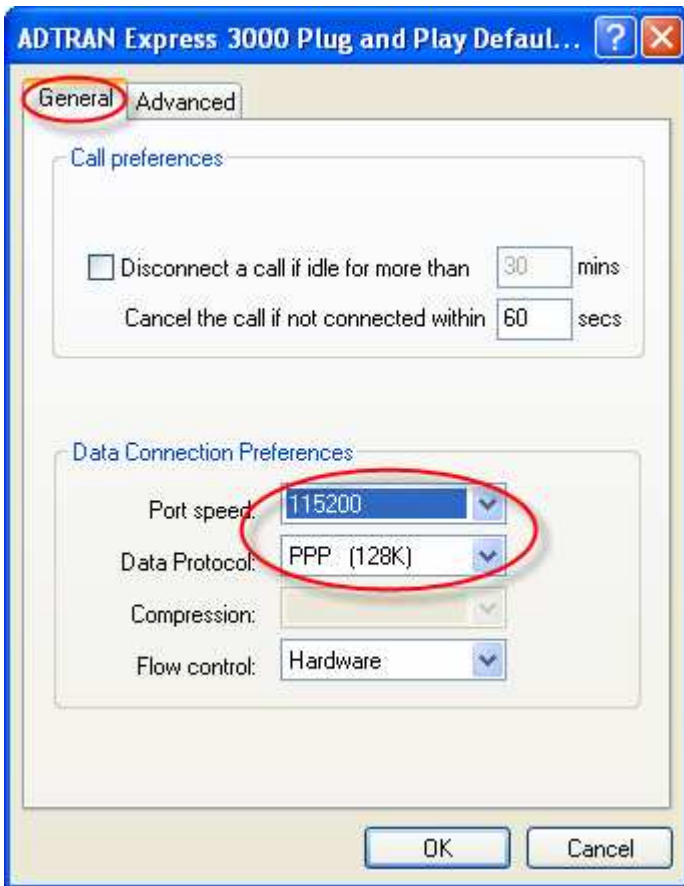 ADTRAN Express 3000 Plug and Play Defaul...
General Advanced
Call preferences
Disconnect a call if idle for more than 30 mins
Cancel the call if not connected within 60 secs
Data Connection Preferences
Port speed: 115200
Data Protocol: PPP (128K)
Compression:
Flow control: Hardware
OK Cancel